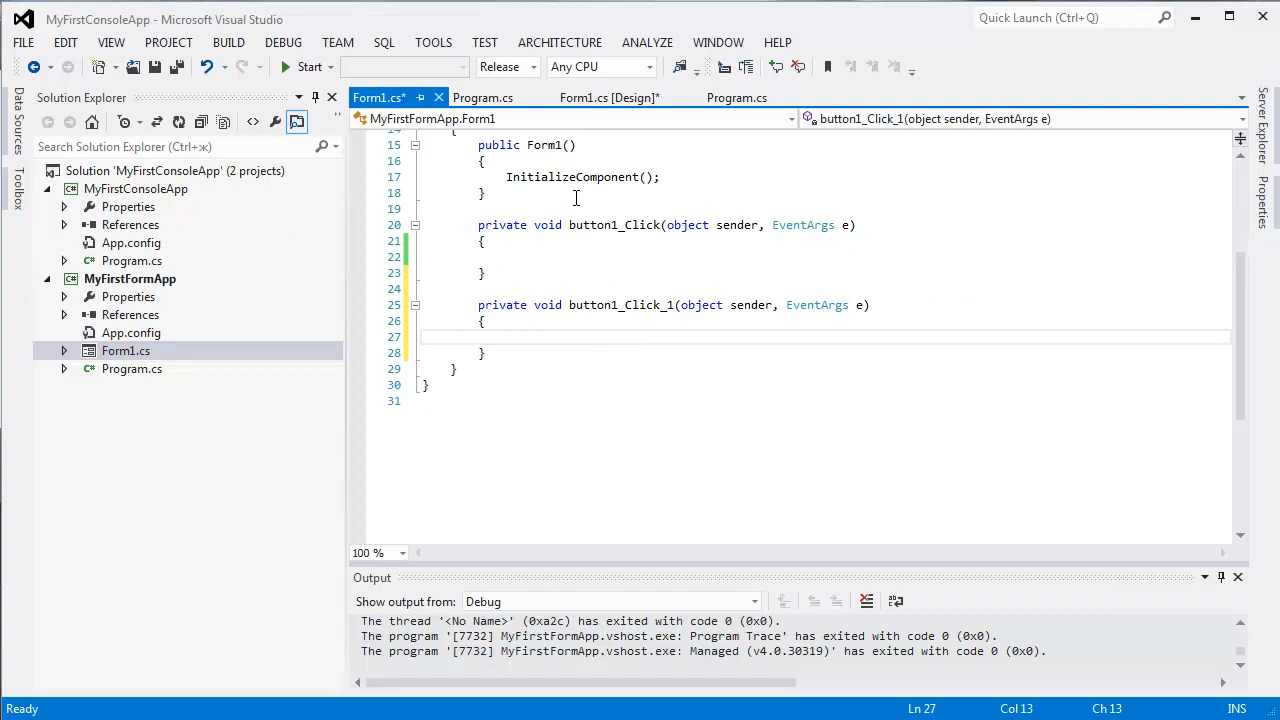 MyFirstConsoleApp - Microsoft Visual Studio
Quick Launch (Ctrl+Q)
FILE EDIT VIEW PROJECT BUILD DEBUG TEAM SQL TOOLS TEST ARCHITECTURE ANALYZE WINDOW HELP
Start Release Any CPU
Data Sources
Toolbox
Solution Explorer
Search Solution Explorer (Ctrl+ж)
Solution 'MyFirstConsoleApp' (2 projects)
MyFirstConsoleApp
Properties
References
App.config
Program.cs
MyFirstFormApp
Properties
References
App.config
Form1.cs
Program.cs
Form1.cs* Program.cs Form1.cs [Design]* Program.cs
MyFirstFormApp.Form1 button1_Click_1(object sender, EventArgs e)
14 {
15 public Form1()
16 {
17 InitializeComponent();
18 }
19
20 private void button1_Click(object sender, EventArgs e)
21 {
22
23 }
24
25 private void button1_Click_1(object sender, EventArgs e)
26 {
27
28 }
29 }
30 }
31
100 %
Output
Show output from: Debug
The thread '<No Name>' (0xa2c) has exited with code 0 (0x0).
The program '[7732] MyFirstFormApp.vshost.exe: Program Trace' has exited with code 0 (0x0).
The program '[7732] MyFirstFormApp.vshost.exe: Managed (v4.0.30319)' has exited with code 0 (0x0).
Server Explorer
Properties
Ready Ln 27 Col 13 Ch 13 INS